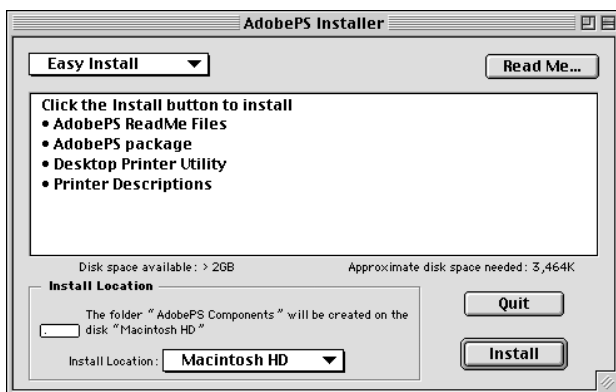 AdobePS Installer
Easy Install
Read Me...
Click the Install button to install
• AdobePS ReadMe Files
• AdobePS package
• Desktop Printer Utility
• Printer Descriptions
Disk space available: > 2GB
Approximate disk space needed: 3,464K
Install Location
The folder “AdobePS Components” will be created on the
disk “Macintosh HD”
Install Location:
Macintosh HD
Quit
Install